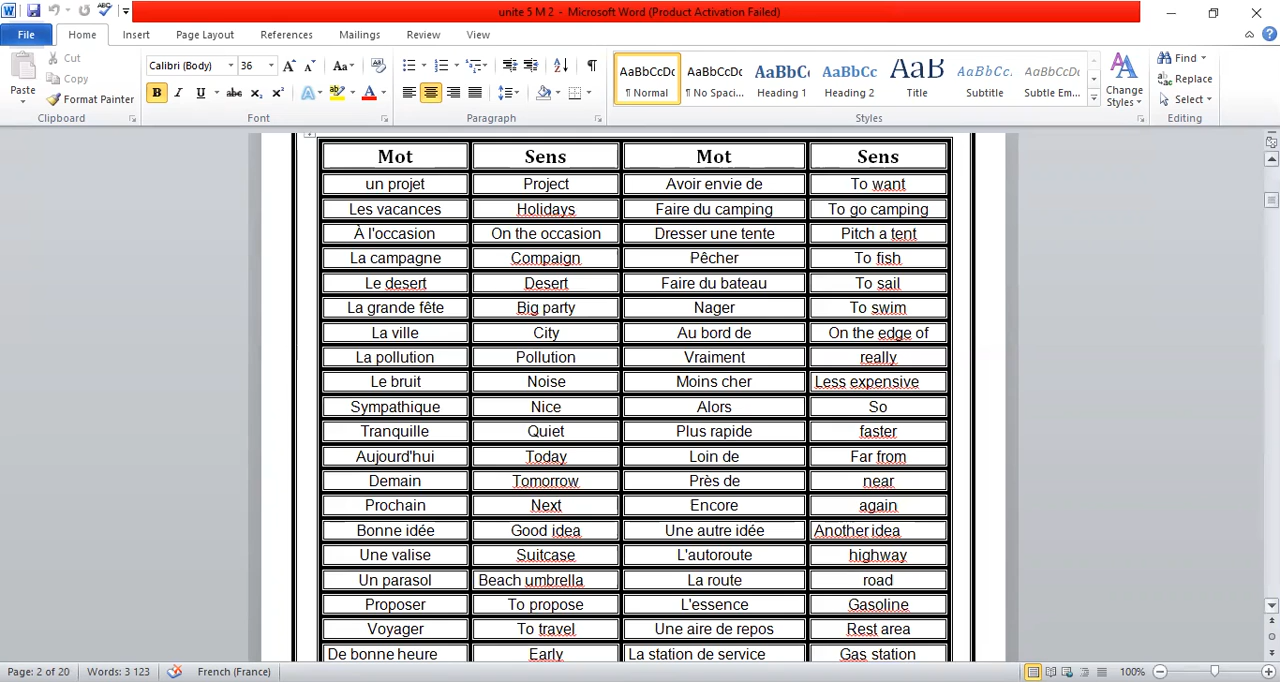 unite 5 M 2 - Microsoft Word (Product Activation Failed)
File Home Insert Page Layout References Mailings Review View
Paste
Cut
Copy
Format Painter
Clipboard
Calibri (Body) 36
Font
Paragraph
AaBbCcDc AaBbCcDc AaBbCc AaBbCc AaB AaBbCc. AaBbCcDc
¶ Normal ¶ No Spaci... Heading 1 Heading 2 Title Subtitle Subtle Em...
Change Styles
Styles
Find
Replace
Select
Editing
Mot Sens Mot Sens
un projet Project Avoir envie de To want
Les vacances Holidays Faire du camping To go camping
À l'occasion On the occasion Dresser une tente Pitch a tent
La campagne Compaign Pêcher To fish
Le desert Desert Faire du bateau To sail
La grande fête Big party Nager To swim
La ville City Au bord de On the edge of
La pollution Pollution Vraiment really
Le bruit Noise Moins cher Less expensive
Sympathique Nice Alors So
Tranquille Quiet Plus rapide faster
Aujourd'hui Today Loin de Far from
Demain Tomorrow Près de near
Prochain Next Encore again
Bonne idée Good idea Une autre idée Another idea
Une valise Suitcase L'autoroute highway
Un parasol Beach umbrella La route road
Proposer To propose L'essence Gasoline
Voyager To travel Une aire de repos Rest area
De bonne heure Early La station de service Gas station
Page: 2 of 20 Words: 3 123 French (France) 100%